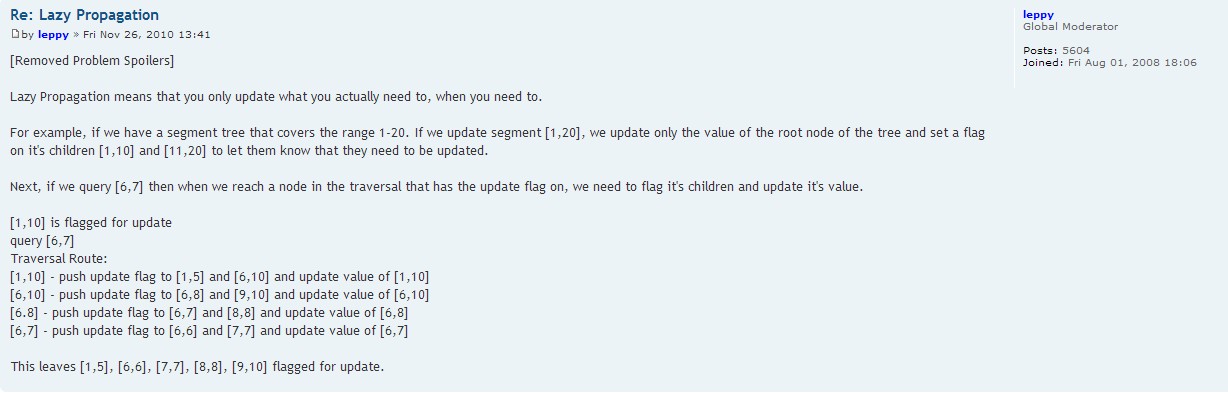 Re: Lazy Propagation
by leppy » Fri Nov 26, 2010 13:41
[Removed Problem Spoilers]
Lazy Propagation means that you only update what you actually need to, when you need to.
For example, if we have a segment tree that covers the range 1-20. If we update segment [1,20], we update only the value of the root node of the tree and set a flag
on it's children [1,10] and [11,20] to let them know that they need to be updated.
Next, if we query [6,7] then when we reach a node in the traversal that has the update flag on, we need to flag it's children and update it's value.
[1,10] is flagged for update
query [6,7]
Traversal Route:
[1,10] - push update flag to [1,5] and [6,10] and update value of [1,10]
[6,10] - push update flag to [6,8] and [9,10] and update value of [6,10]
[6.8] - push update flag to [6,7] and [8,8] and update value of [6,8]
[6,7] - push update flag to [6,6] and [7,7] and update value of [6,7]
This leaves [1,5], [6,6], [7,7], [8,8], [9,10] flagged for update.
leppy
Global Moderator
Posts: 5604
Joined: Fri Aug 01, 2008 18:06